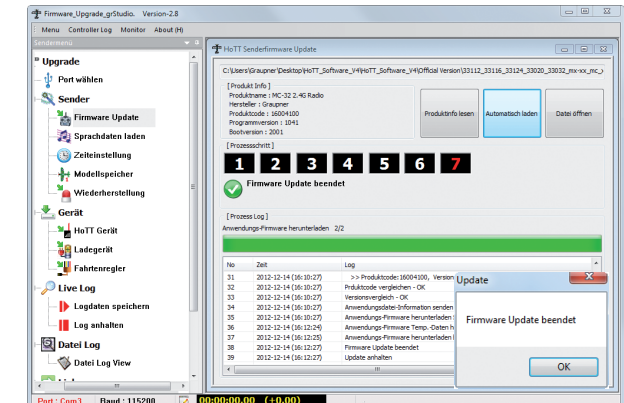 Firmware_Upgrade_grStudio. Version-2.8
Menu Controller Log Monitor About (H)
Sendermenü
Upgrade
Port wählen
Sender
Firmware Update
Sprachdaten laden
Zeiteinstellung
Modellspeicher
Wiederherstellung
Gerät
HoTT Gerät
Ladegerät
Fahrtenregler
Live Log
Logdaten speichern
Log anhalten
Datei Log
Datei Log View
HoTT Senderfirmware Update
C:\Users\Graupner\Desktop\HoTT_Software_V4\HoTT_Software_V4\Official Version\33112_33116_33124_33020_33032_mx-xx_mc_x
[ Produkt Info ]
Produktname : MC-32 2.4G Radio
Hersteller : Graupner
Produktcode : 16004100
Programmversion : 1041
Bootversion : 2001
Produktinfo lesen
Automatisch laden
Datei öffnen
[ Prozessschritt ]
1 2 3 4 5 6 7
Firmware Update beendet
[ Prozess Log ]
Anwendungs-Firmware herunterladen 2/2
No Zeit Log
31 2012-12-14 (16:10:27) >> Produktcode:16004100, Version
32 2012-12-14 (16:10:27) Prduktcode vergleichen - OK
33 2012-12-14 (16:10:27) Versionsvergleich - OK
34 2012-12-14 (16:10:27) Anwendungsdatei-Information senden
35 2012-12-14 (16:10:27) Anwendungs-Firmware herunterladen
36 2012-12-14 (16:12:24) Anwendungs-Firmware Temp.-Daten
37 2012-12-14 (16:12:25) Anwendungs-Firmware herunterladen
38 2012-12-14 (16:12:27) Firmware Update beendet
39 2012-12-14 (16:12:27) Update anhalten
Update
Firmware Update beendet
OK
Port : Com3 Baud : 115200 00:00:00.00 (+0.00)